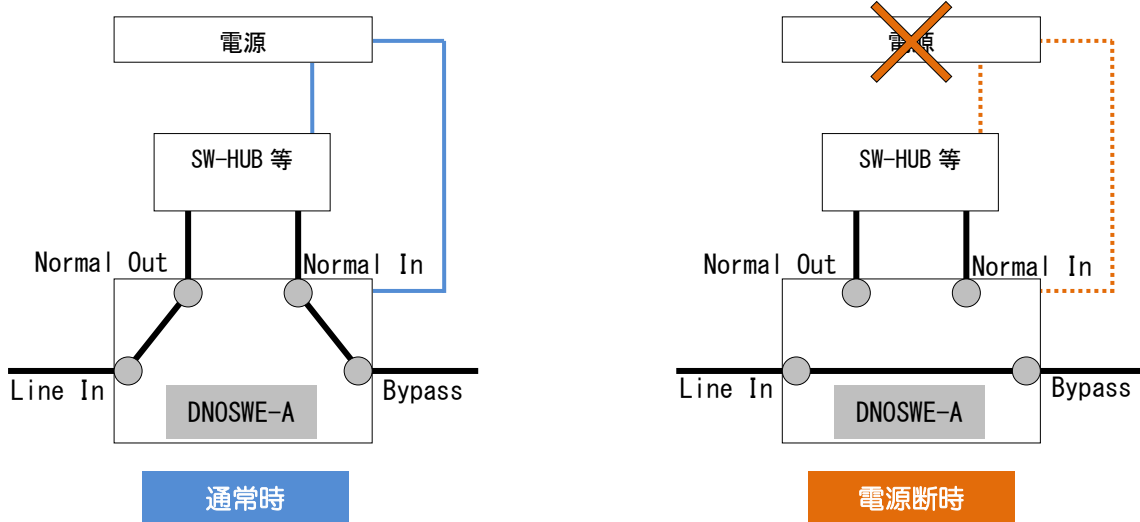 電源
SW-HUB 等
Normal Out
Normal In
Line In
Bypass
DNOSWE-A
通常時
電源
SW-HUB 等
Normal Out
Normal In
Line In
Bypass
DNOSWE-A
電源断時